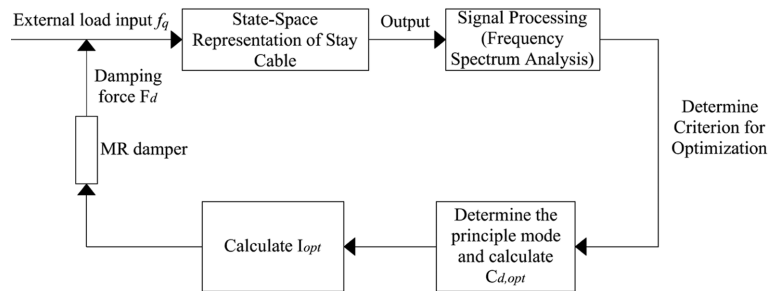 External load input fq
State-Space
Representation of Stay
Cable
Output
Signal Processing
(Frequency
Spectrum Analysis)
Damping
force Fd
MR damper
Determine
Criterion for
Optimization
Calculate Iopt
Determine the
principle mode
and calculate
Cd,opt